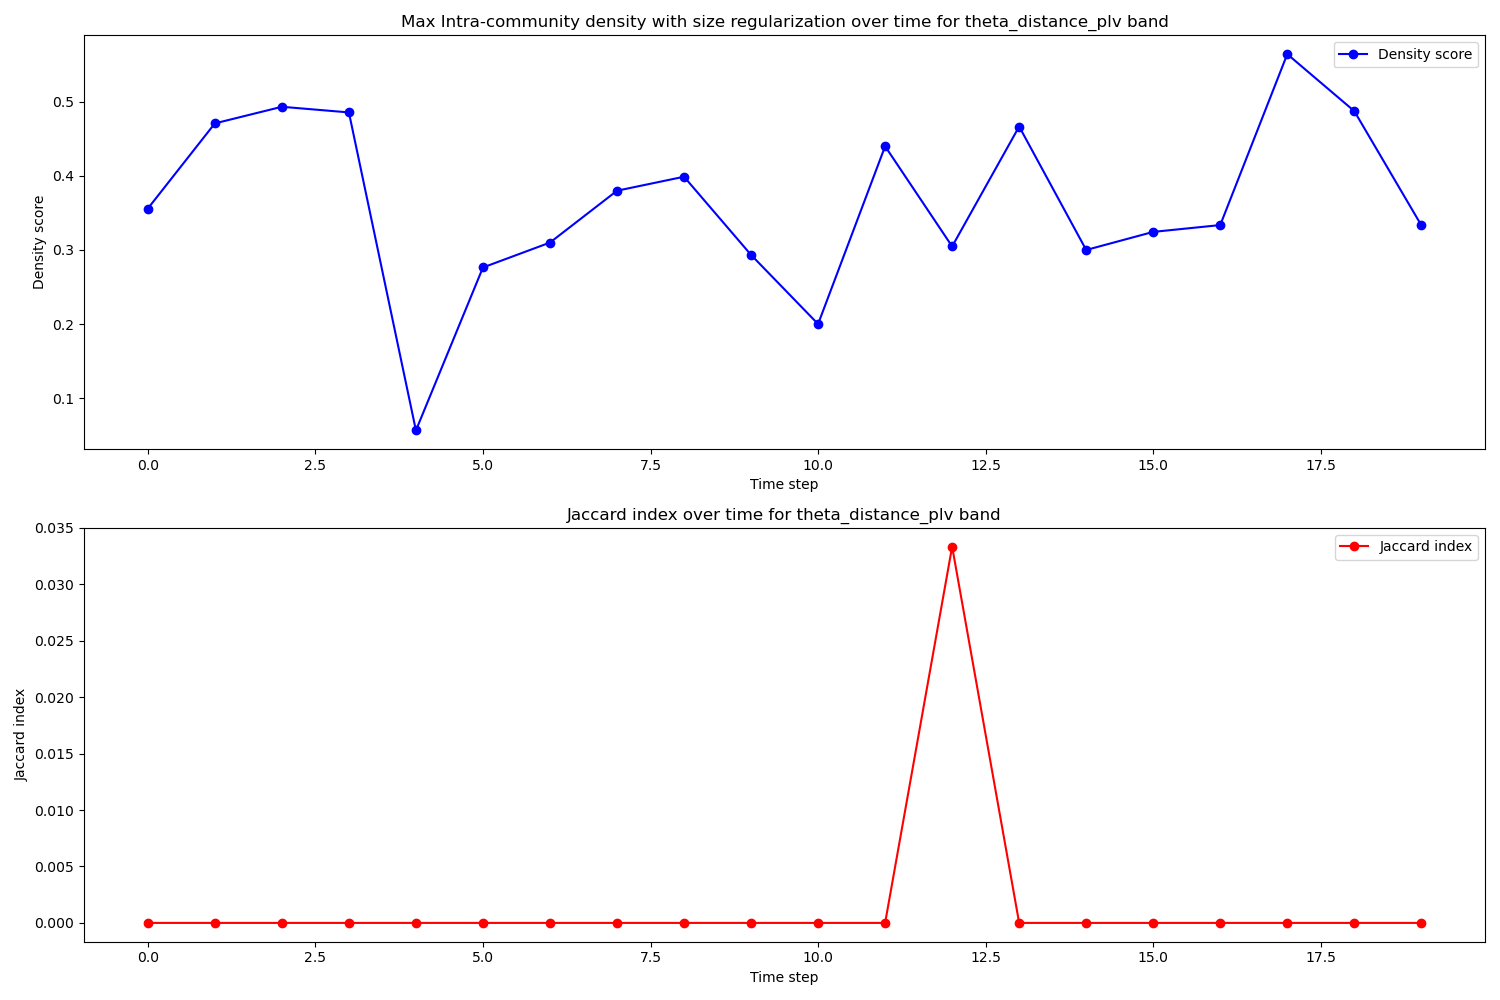 Max Intra-community density with size regularization over time for theta_distance_plv band
Density score
Density score
0.5
0.4
0.3
0.2
0.1
0.0 2.5 5.0 7.5 10.0 12.5 15.0 17.5
Time step
Jaccard index over time for theta_distance_plv band
Jaccard index
Jaccard index
0.035
0.030
0.025
0.020
0.015
0.010
0.005
0.000
0.0 2.5 5.0 7.5 10.0 12.5 15.0 17.5
Time step